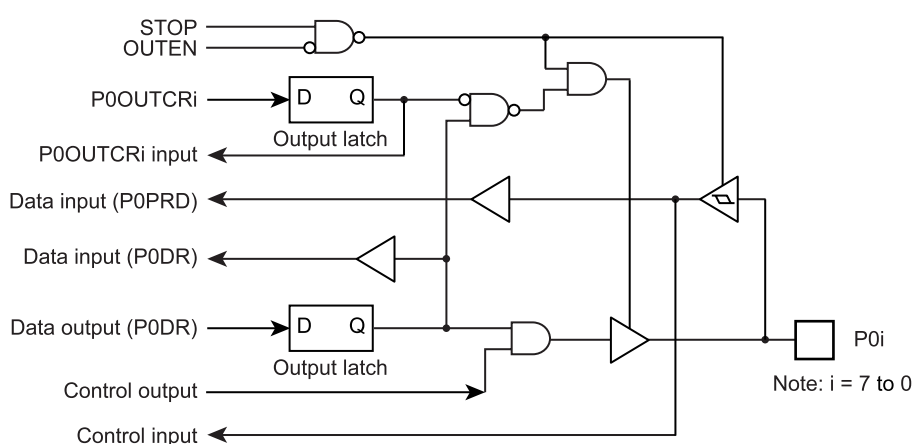 STOP
OUTEN
P0OUTCRi
D Q
Output latch
P0OUTCRi input
Data input (P0PRD)
Data input (P0DR)
Data output (P0DR)
D Q
Output latch
P0i
Control output
Note: i = 7 to 0
Control input